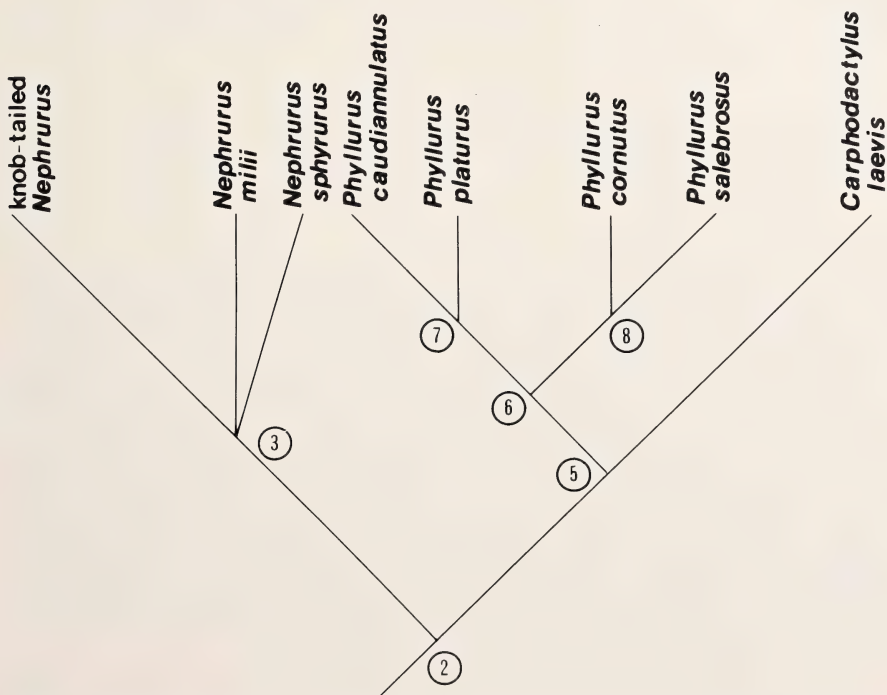 knob-tailed
Nephrurus
Nephrurus
milii
Nephrurus
sphyrurus
Phyllurus
caudiannulatus
Phyllurus
platurus
Phyllurus
cornutus
Phyllurus
salebrosus
Carphodactylus
laevis
7
8
6
3
5
2